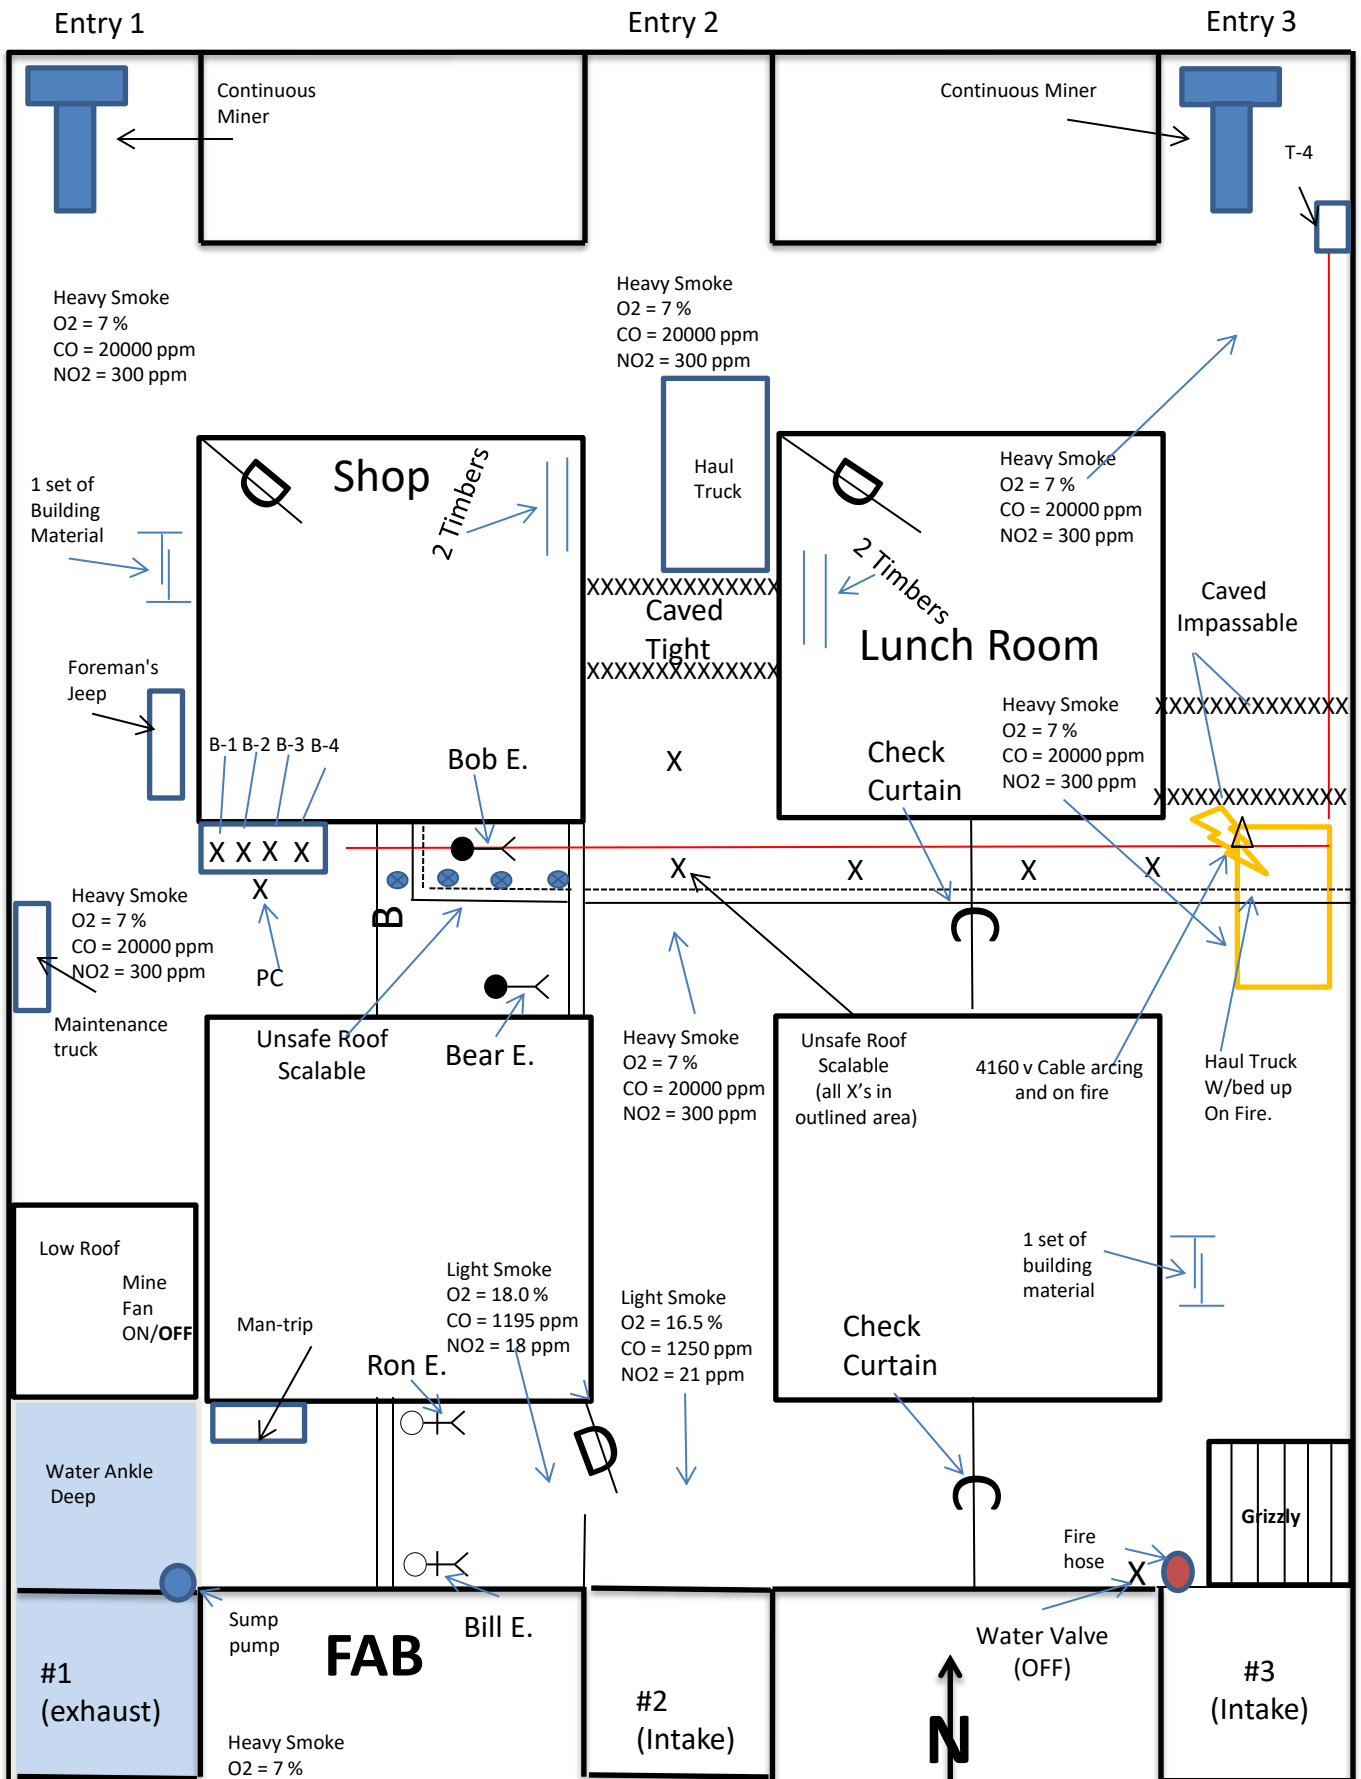 Entry 1
Entry 2
Entry 3
Continuous
Miner
Continuous Miner
T-4
Heavy Smoke
O2 = 7 %
CO = 20000 ppm
NO2 = 300 ppm
Heavy Smoke
O2 = 7 %
CO = 20000 ppm
NO2 = 300 ppm
1 set of
Building
Material
D
Shop
2 Timbers
Haul
Truck
D
2 Timbers
Heavy Smoke
O2 = 7 %
CO = 20000 ppm
NO2 = 300 ppm
XXXXXXXXXXXXXX
Caved
Tight
XXXXXXXXXXXXXX
Lunch Room
Caved
Impassable
Foreman's
Jeep
XXXXXXXXXXXXXX
Heavy Smoke
O2 = 7 %
CO = 20000 ppm
NO2 = 300 ppm
XXXXXXXXXXXXXX
B-1 B-2 B-3 B-4
Bob E.
X
Check
Curtain
X X X X
X
X X X X
Heavy Smoke
O2 = 7 %
CO = 20000 ppm
NO2 = 300 ppm
B
C
PC
Maintenance
truck
Unsafe Roof
Scalable
Bear E.
Heavy Smoke
O2 = 7 %
CO = 20000 ppm
NO2 = 300 ppm
Unsafe Roof
Scalable
(all X's in
outlined area)
4160 v Cable arcing
and on fire
Haul Truck
W/bed up
On Fire.
Low Roof
Mine
Fan
ON/OFF
Man-trip
Light Smoke
O2 = 18.0 %
CO = 1195 ppm
NO2 = 18 ppm
Ron E.
Light Smoke
O2 = 16.5 %
CO = 1250 ppm
NO2 = 21 ppm
1 set of
building
material
Check
Curtain
D
C
Water Ankle
Deep
Grizzly
Fire
hose
X
Sump
pump
FAB
Bill E.
Water Valve
(OFF)
#1
(exhaust)
#2
(Intake)
#3
(Intake)
N
Heavy Smoke
O2 = 7 %